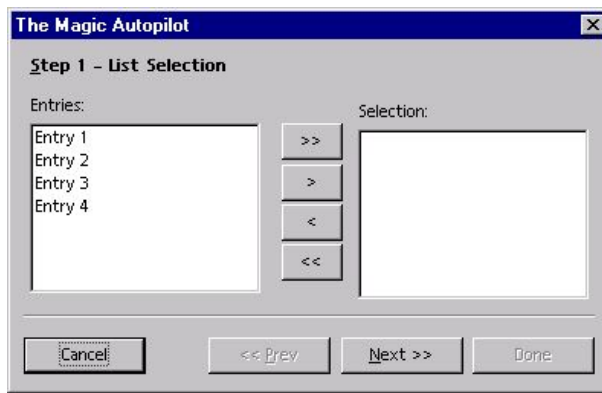 The Magic Autopilot
Step 1 - List Selection
Entries:
Selection:
Entry 1
Entry 2
Entry 3
Entry 4
>>
>
<
<<
Cancel
<< Prev
Next >>
Done